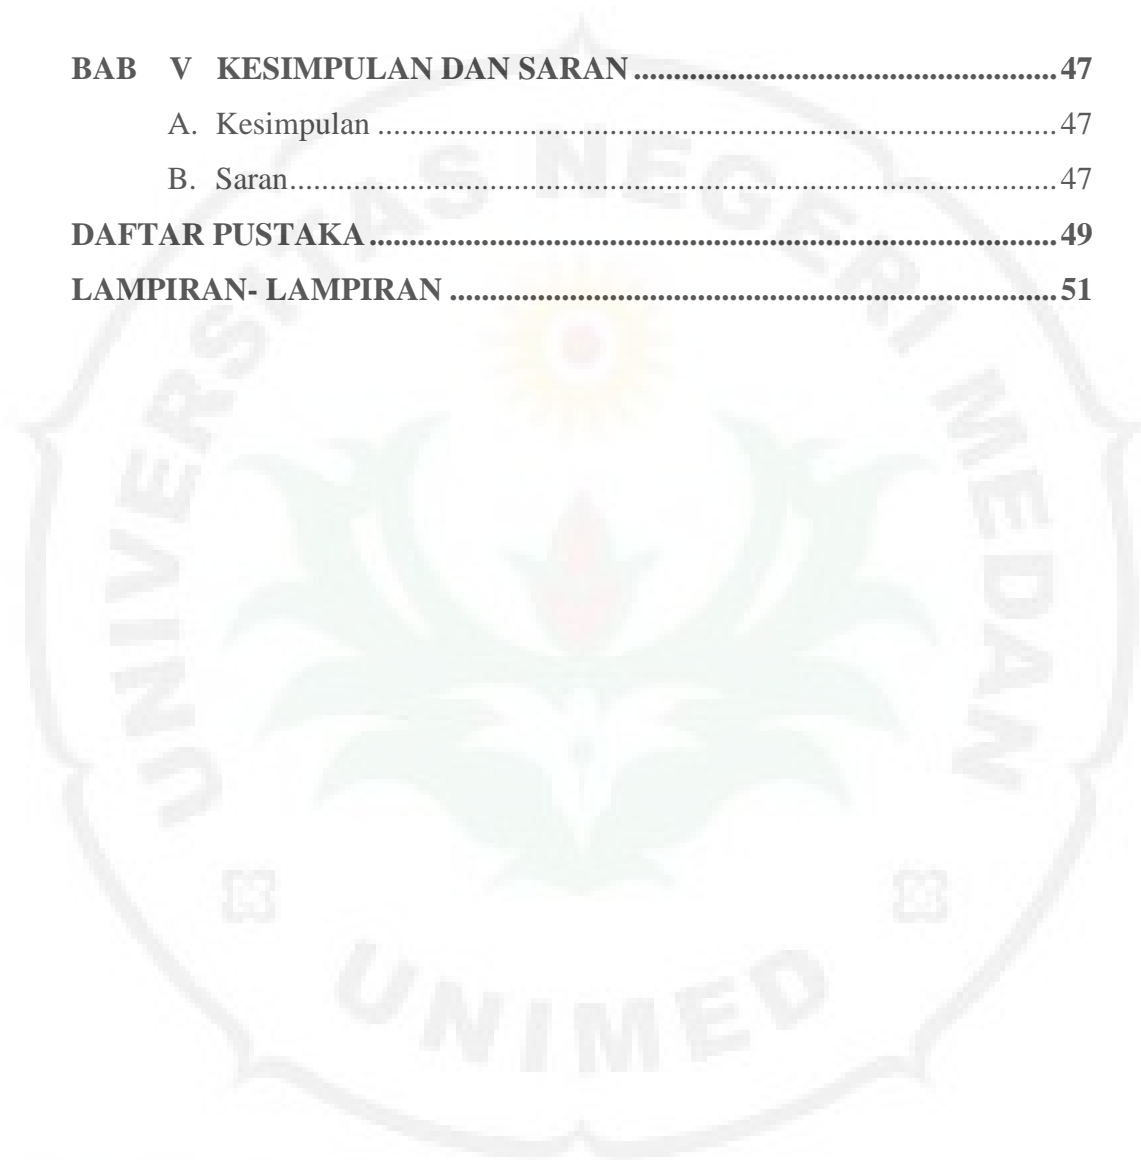 BAB V KESIMPULAN DAN SARAN.....................................................47
A. Kesimpulan .....................................................................................47
B. Saran................................................................................................47
DAFTAR PUSTAKA......................................................................................49
LAMPIRAN- LAMPIRAN ............................................................................51
UNIVERSITAS NEGERI MEDAN
UNIMED